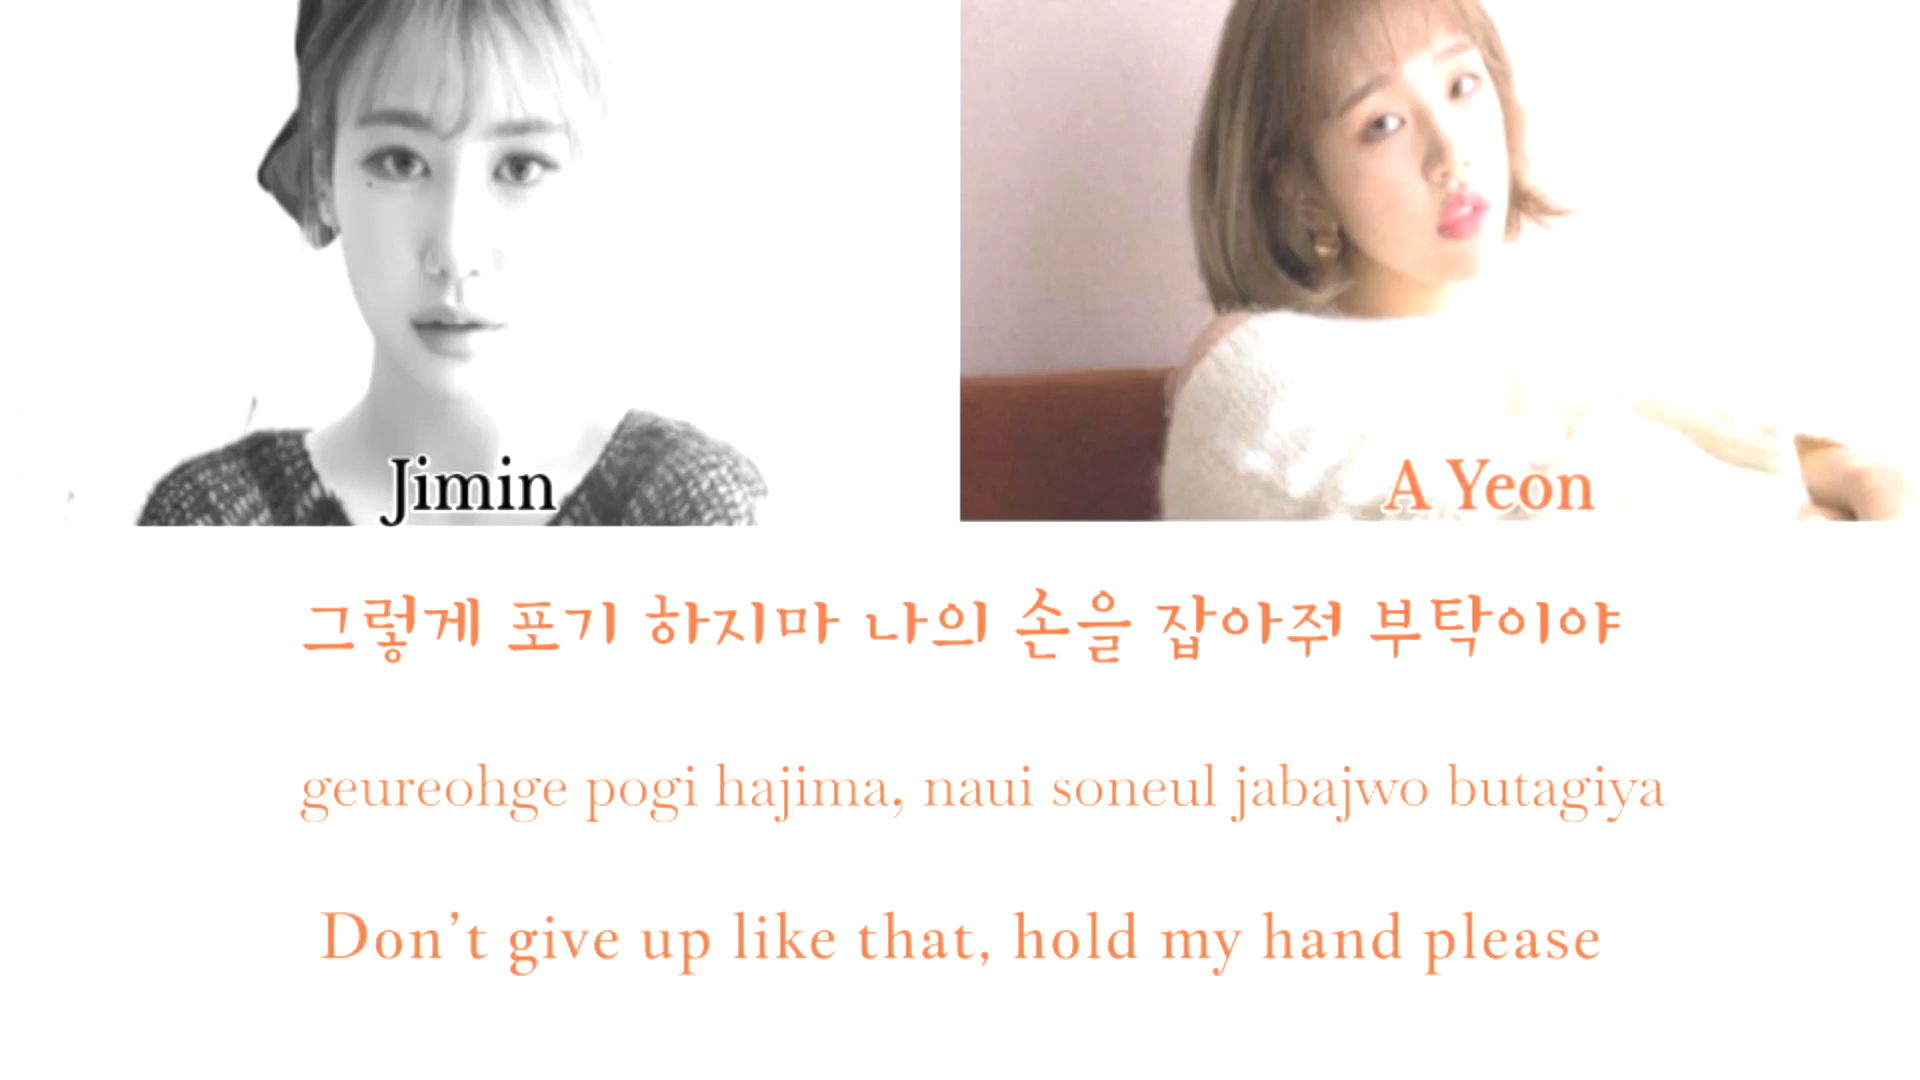 Jimin
A Yeon
그렇게 포기 하지마 나의 손을 잡아줘 부탁이야
geureohge pogi hajima, naui soneul jabajwo butagiya
Don't give up like that, hold my hand please